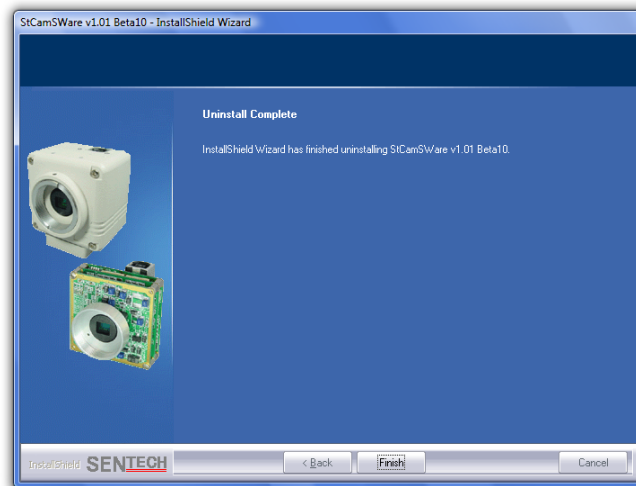 StCamSWare v1.01 Beta10 - InstallShield Wizard
Uninstall Complete
InstallShield Wizard has finished uninstalling StCamSWare v1.01 Beta10.
InstallShield
SENTECH
< Back
Finish
Cancel